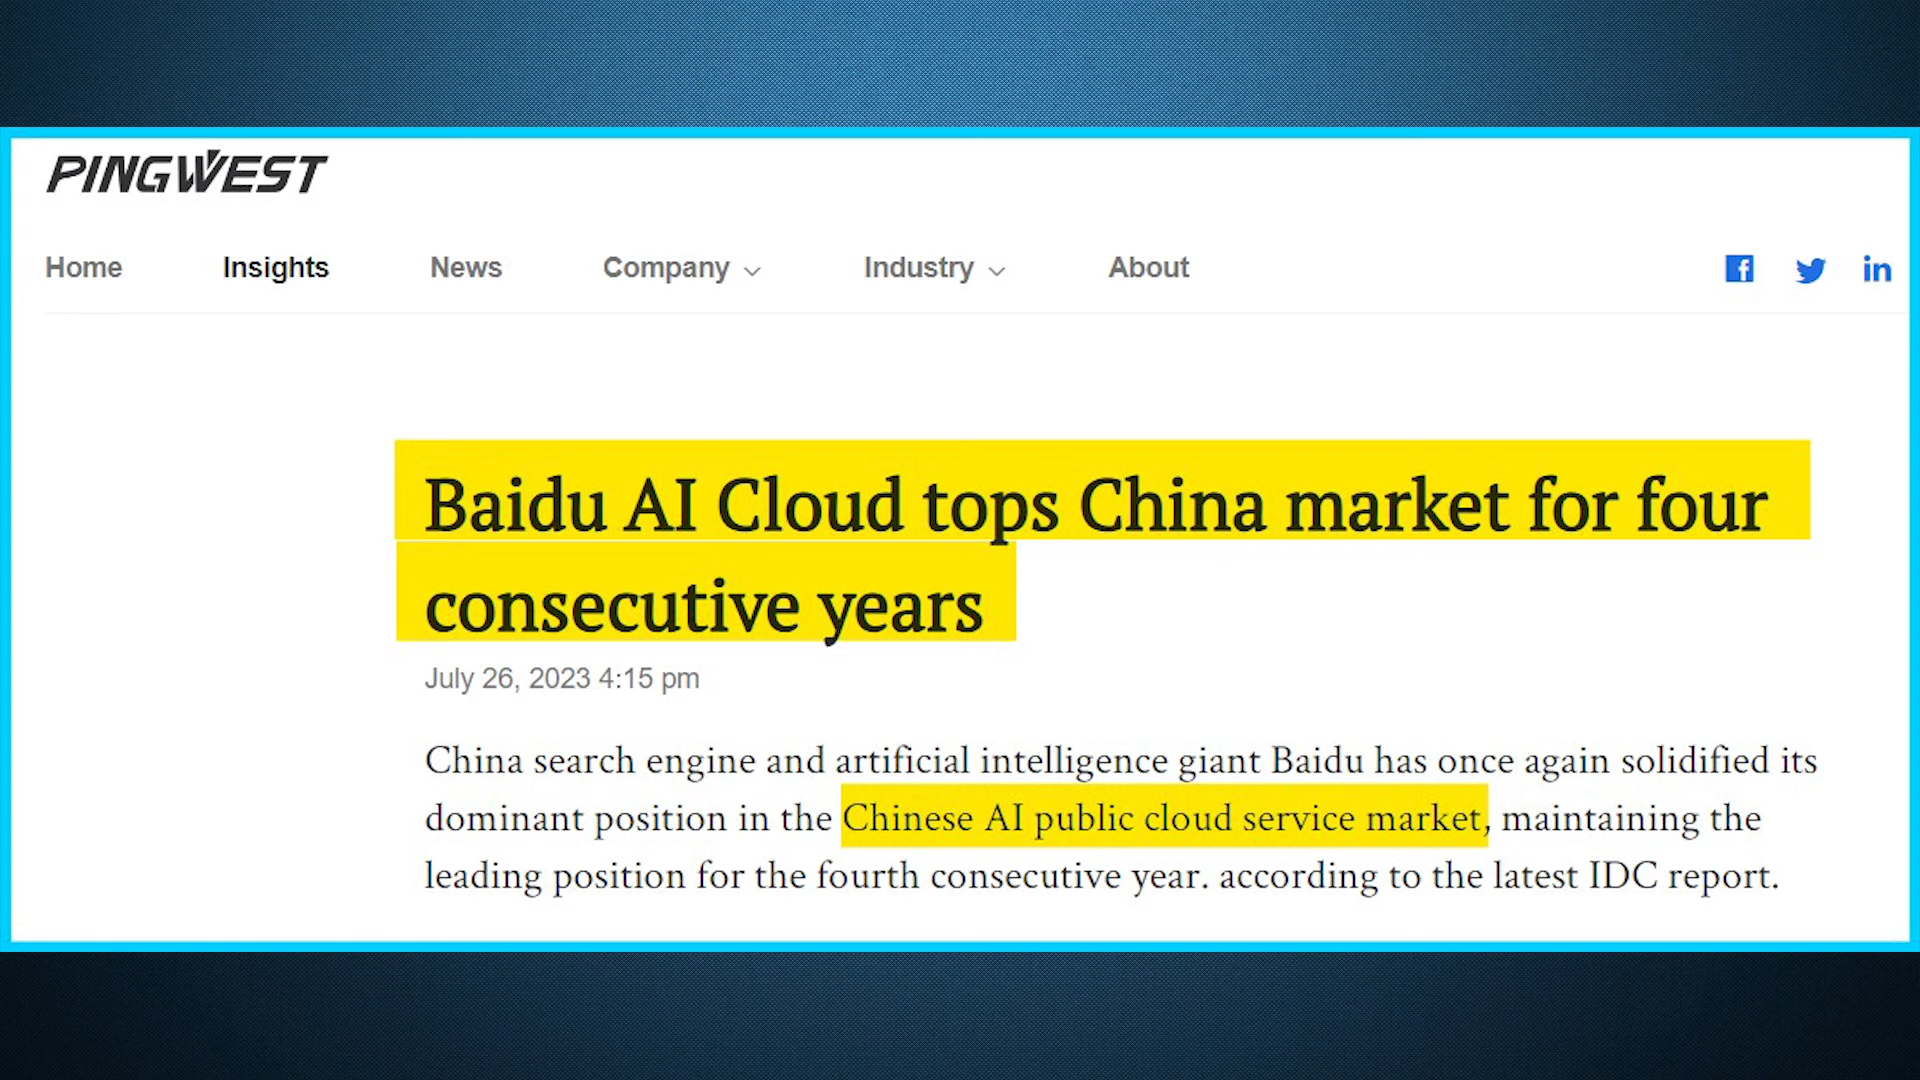 PINGWEST
Home Insights News Company Industry About
Baidu AI Cloud tops China market for four
consecutive years
July 26, 2023 4:15 pm
China search engine and artificial intelligence giant Baidu has once again solidified its
dominant position in the Chinese AI public cloud service market, maintaining the
leading position for the fourth consecutive year. according to the latest IDC report.